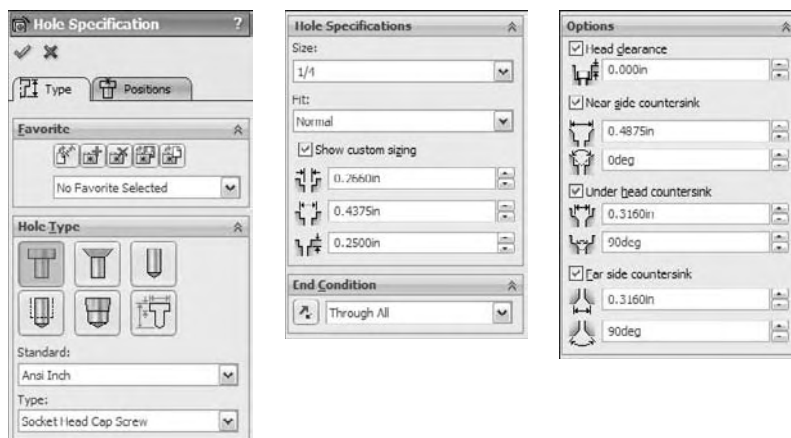 Hole Specification ?
Type Positions
Favorite
No Favorite Selected
Hole Type
Standard:
Ansi Inch
Type:
Socket Head Cap Screw
Hole Specifications
Size:
1/4
Fit:
Normal
Show custom sizing
0.2660in
0.4375in
0.2500in
End Condition
Through All
Options
Head clearance
0.000in
Near side countersink
0.4875in
0deg
Under head countersink
0.3160in
90deg
Far side countersink
0.3160in
90deg